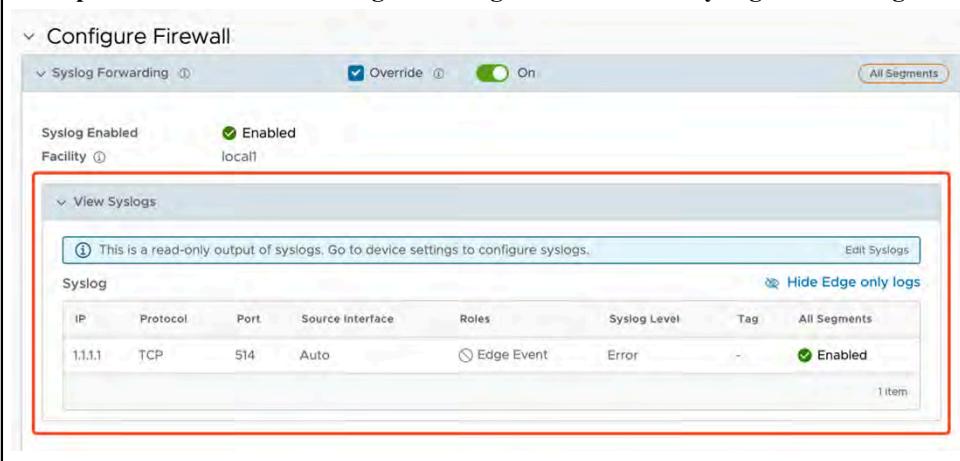 Configure Firewall
Syslog Forwarding Override On All Segments
Syslog Enabled Enabled
Facility local1
View Syslogs
This is a read-only output of syslogs. Go to device settings to configure syslogs. Edit Syslogs
Syslog Hide Edge only logs
IP Protocol Port Source Interface Roles Syslog Level Tag All Segments
1.1.1.1 TCP 514 Auto Edge Event Error - Enabled
1 item